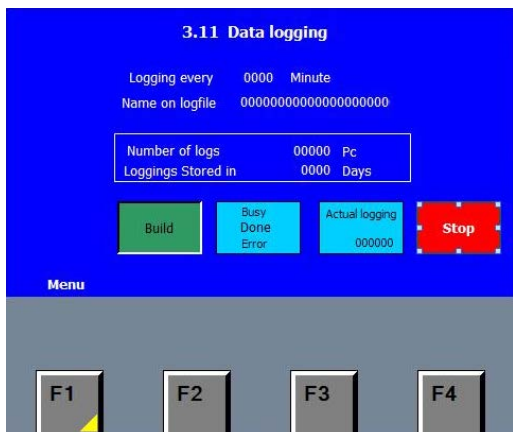 3.11 Data logging
Logging every 0000 Minute
Name on logfile 00000000000000000000
Number of logs 00000 Pc
Loggings Stored in 0000 Days
Build
Busy
Done
Error
Actual logging
000000
Stop
Menu
F1 F2 F3 F4